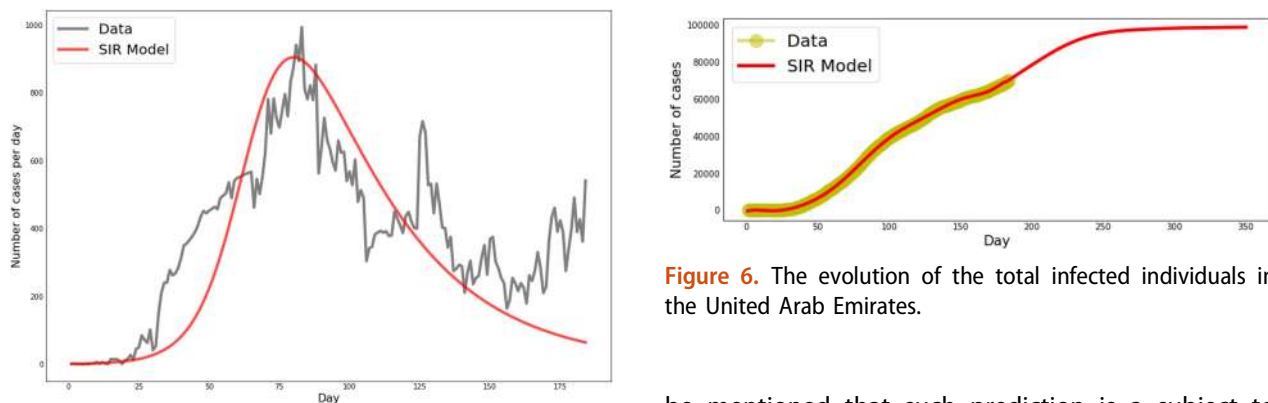 1000
800
600
400
200
0
Number of cases per day
Data
SIR Model
0 25 50 75 100 125 150 175
Day
100000
80000
60000
40000
20000
0
Number of cases
Data
SIR Model
0 50 100 150 200 250 300 350
Day
Figure 6. The evolution of the total infected individuals in
the United Arab Emirates.
be mentioned that such prediction is a subject to